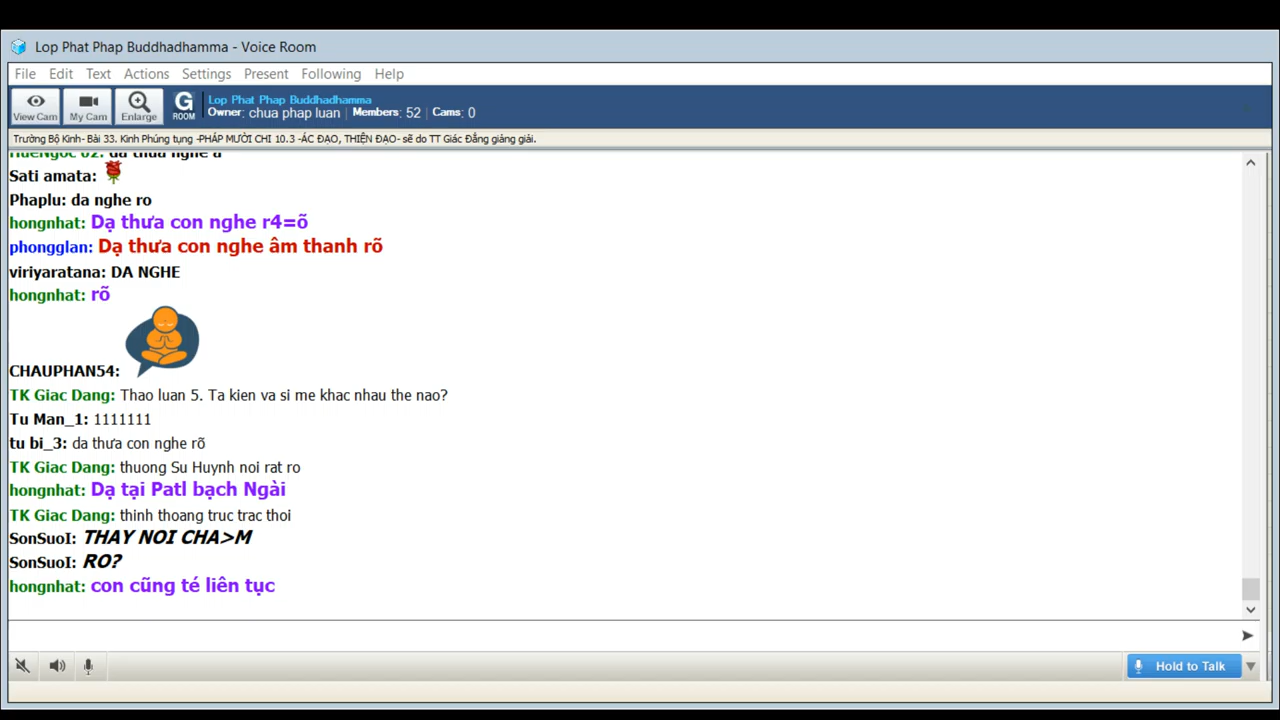 Lop Phat Phap Buddhadhamma - Voice Room
File Edit Text Actions Settings Present Following Help
View Cam My Cam Enlarge G ROOM Lop Phat Phap Buddhadhamma
Owner: chua phap luan | Members: 52 | Cams: 0
Trường Bộ Kinh- Bài 33. Kinh Phúng tụng -PHÁP MƯỜI CHI 10.3 -ÁC ĐẠO, THIỆN ĐẠO- sẽ do TT Giác Đẳng giảng giải.
HueNgoc 02: da thua nghe a
Sati amata:
Phaplu: da nghe ro
hongnhat: Dạ thưa con nghe r4=õ
phongglan: Dạ thưa con nghe âm thanh rõ
viriyaratana: DA NGHE
hongnhat: rõ
CHAUPHAN54:
TK Giac Dang: Thao luan 5. Ta kien va si me khac nhau the nao?
Tu Man_1: 1111111
tu bi_3: da thưa con nghe rõ
TK Giac Dang: thuong Su Huynh noi rat ro
hongnhat: Dạ tại Patl bạch Ngài
TK Giac Dang: thinh thoang truc trac thoi
SonSuoI: THAY NOI CHA>M
SonSuoI: RO?
hongnhat: con cũng té liên tục
Hold to Talk